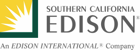 SOUTHERN CALIFORNIA
EDISON®
An EDISON INTERNATIONAL® Company